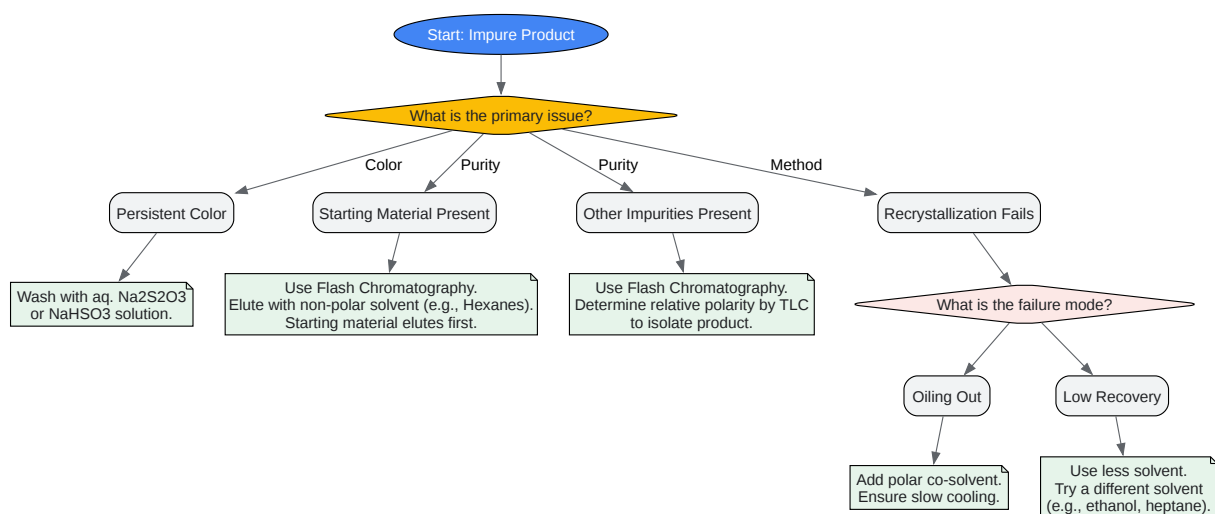 Start: Impure Product
What is the primary issue?
Color
Purity
Purity
Method
Persistent Color
Starting Material Present
Other Impurities Present
Recrystallization Fails
Wash with aq. Na2S2O3
or NaHSO3 solution.
Use Flash Chromatography.
Elute with non-polar solvent (e.g., Hexanes).
Starting material elutes first.
Use Flash Chromatography.
Determine relative polarity by TLC
to isolate product.
What is the failure mode?
Oiling Out
Low Recovery
Add polar co-solvent.
Ensure slow cooling.
Use less solvent.
Try a different solvent
(e.g., ethanol, heptane).